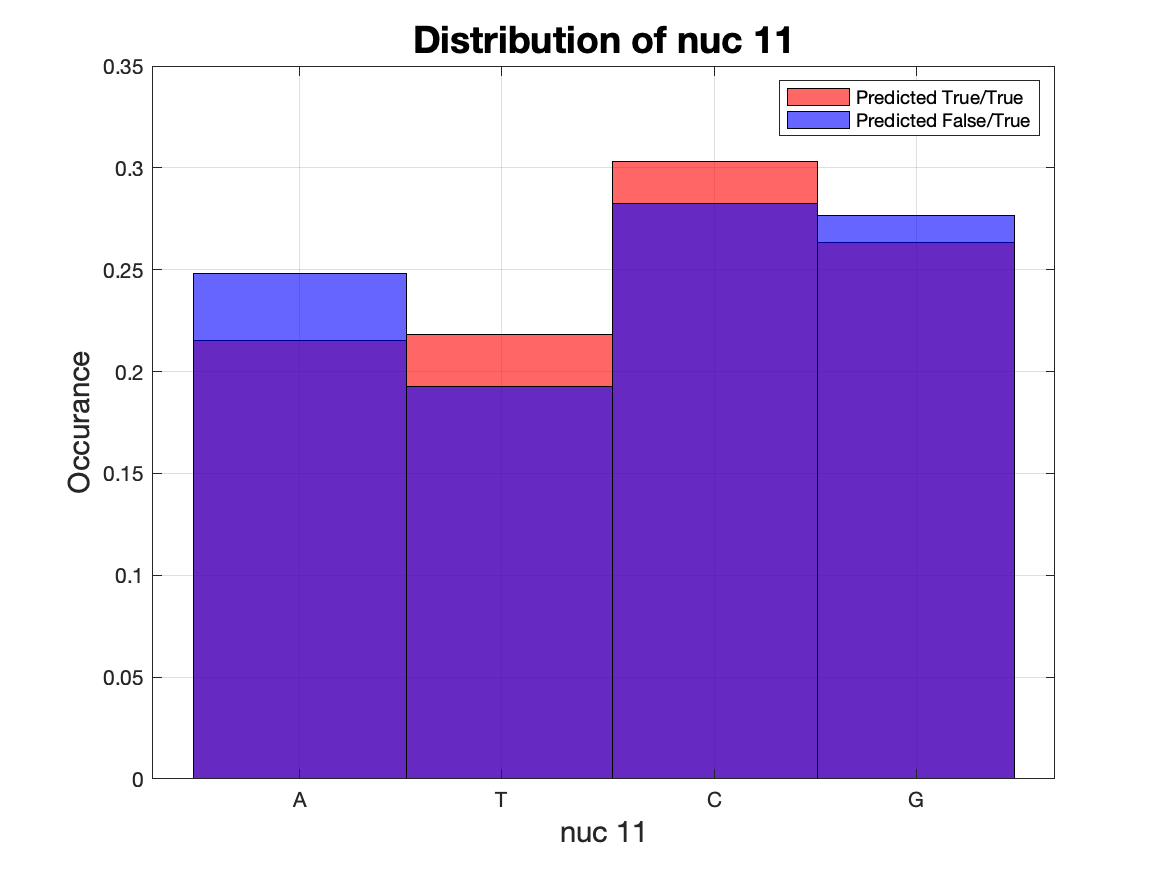 Distribution of nuc 11
Predicted True/True
Predicted False/True
Occurance
0.35
0.3
0.25
0.2
0.15
0.1
0.05
0
A T C G
nuc 11